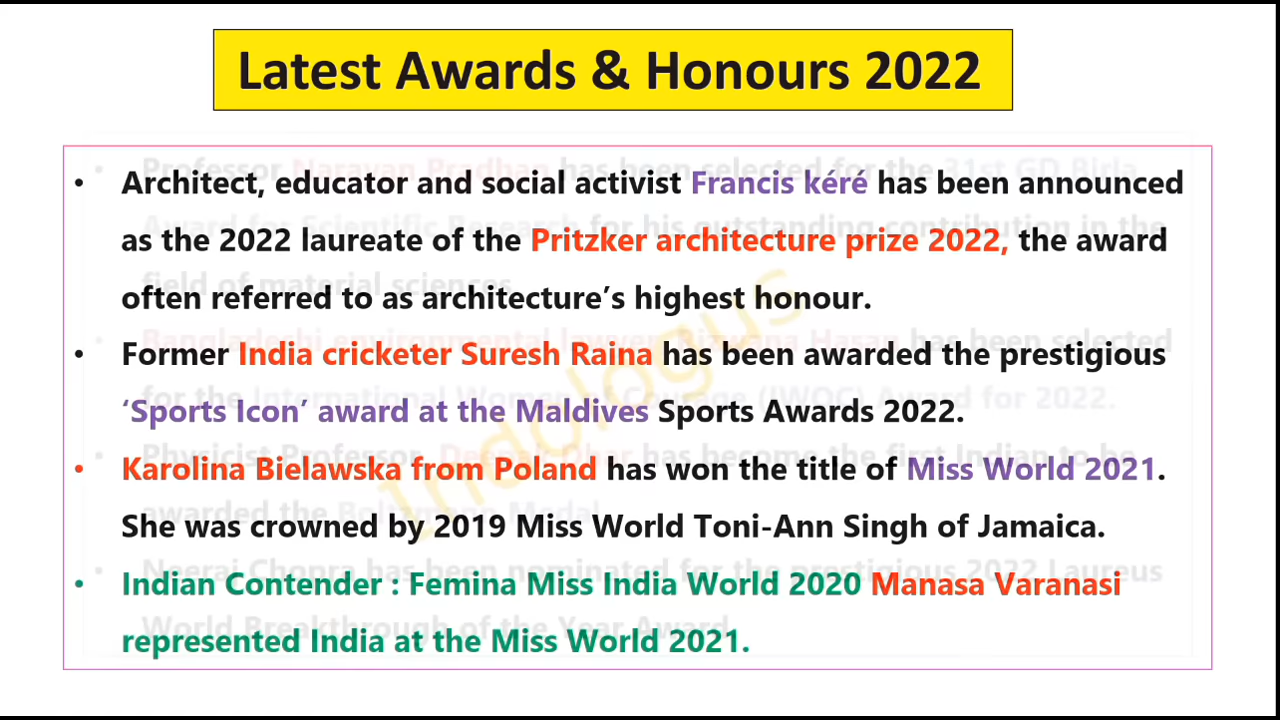 Latest Awards & Honours 2022
• Architect, educator and social activist Francis kéré has been announced
as the 2022 laureate of the Pritzker architecture prize 2022, the award
often referred to as architecture’s highest honour.
• Former India cricketer Suresh Raina has been awarded the prestigious
‘Sports Icon’ award at the Maldives Sports Awards 2022.
• Karolina Bielawska from Poland has won the title of Miss World 2021.
She was crowned by 2019 Miss World Toni-Ann Singh of Jamaica.
• Indian Contender : Femina Miss India World 2020 Manasa Varanasi
represented India at the Miss World 2021.
Indologus